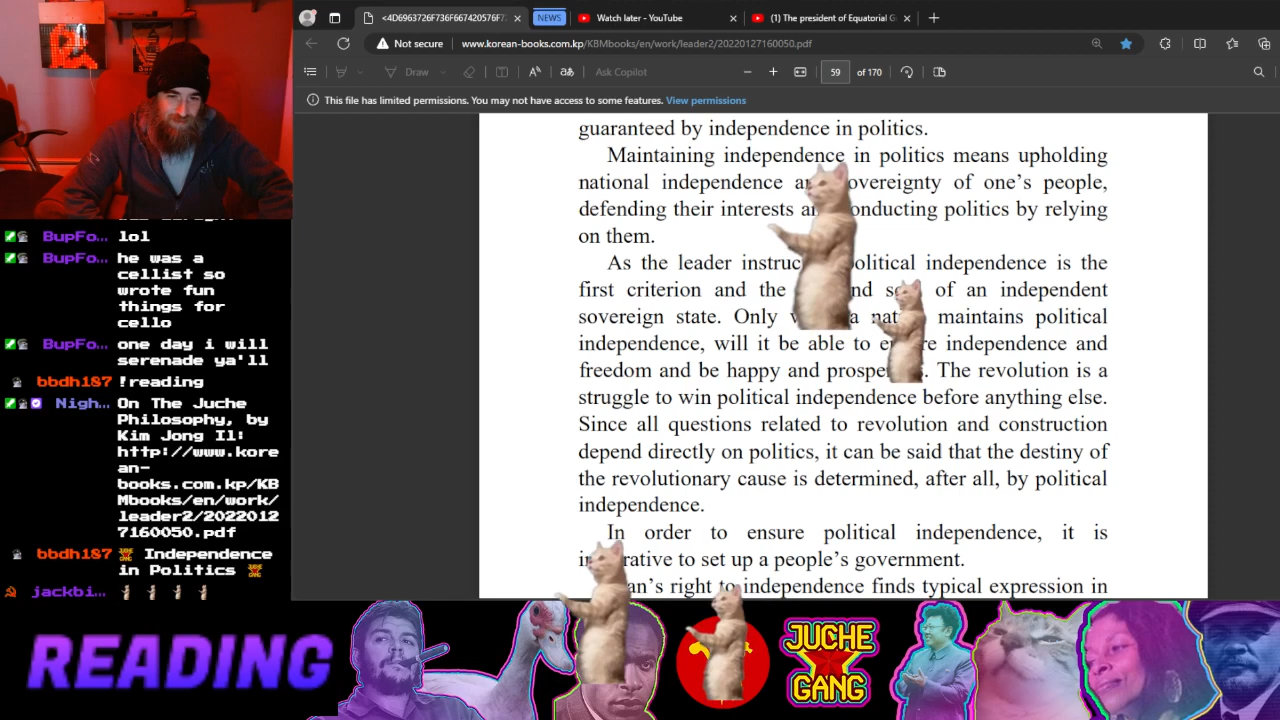 <4D6963726F736F667420576F7
NEWS
Watch later - YouTube
(1) The president of Equatorial G
Not secure
www.korean-books.com.kp/KBMbooks/en/work/leader2/20220127160050.pdf
Draw
Ask Copilot
59
of 170
This file has limited permissions. You may not have access to some features. View permissions
guaranteed by independence in politics.
Maintaining independence in politics means upholding
national independence a overeignty of one's people,
defending their interests a onducting politics by relying
on them.
As the leader instruc olitical independence is the
first criterion and the nd s of an independent
sovereign state. Only a nat maintains political
independence, will it be able to e re independence and
freedom and be happy and prospe . The revolution is a
struggle to win political independence before anything else.
Since all questions related to revolution and construction
depend directly on politics, it can be said that the destiny of
the revolutionary cause is determined, after all, by political
independence.
In order to ensure political independence, it is
i rative to set up a people's government.
an's right to independence finds typical expression in
BupFo... lol
BupFo... he was a
cellist so
wrote fun
things for
cello
BupFo... one day i will
serenade ya'll
bbdh187 !reading
Nigh... On The Juche
Philosophy, by
Kim Jong Il:
http://www.kore
an-
books.com.kp/KB
Mbooks/en/work/
leader2/2022012
7160050.pdf
bbdh187 Independence
in Politics
jackbi...
READING
JUCHE
GANG